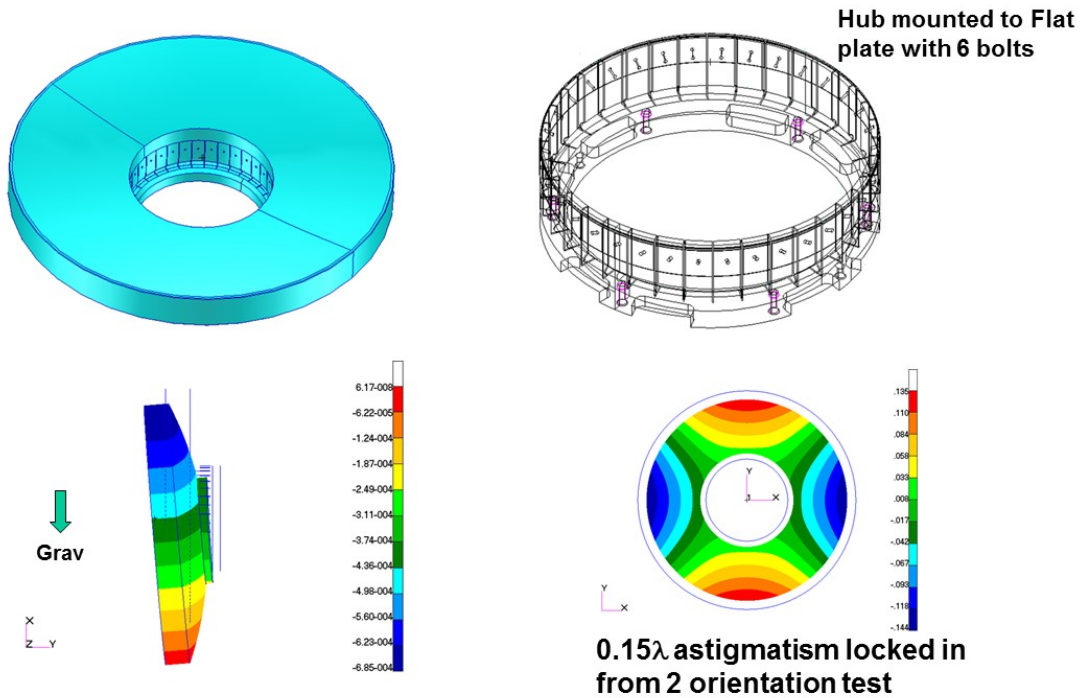 Hub mounted to Flat
plate with 6 bolts
6.17-008
-6.22-005
-1.24-004
-1.87-004
-2.49-004
-3.11-004
-3.74-004
-4.36-004
-4.98-004
-5.60-004
-6.23-004
-6.85-004
Grav
X
Z Y
.135
.110
.084
.058
.033
.008
-.017
-.042
-.067
-.093
-.118
-.144
Y
X
Y
X
0.15λ astigmatism locked in
from 2 orientation test